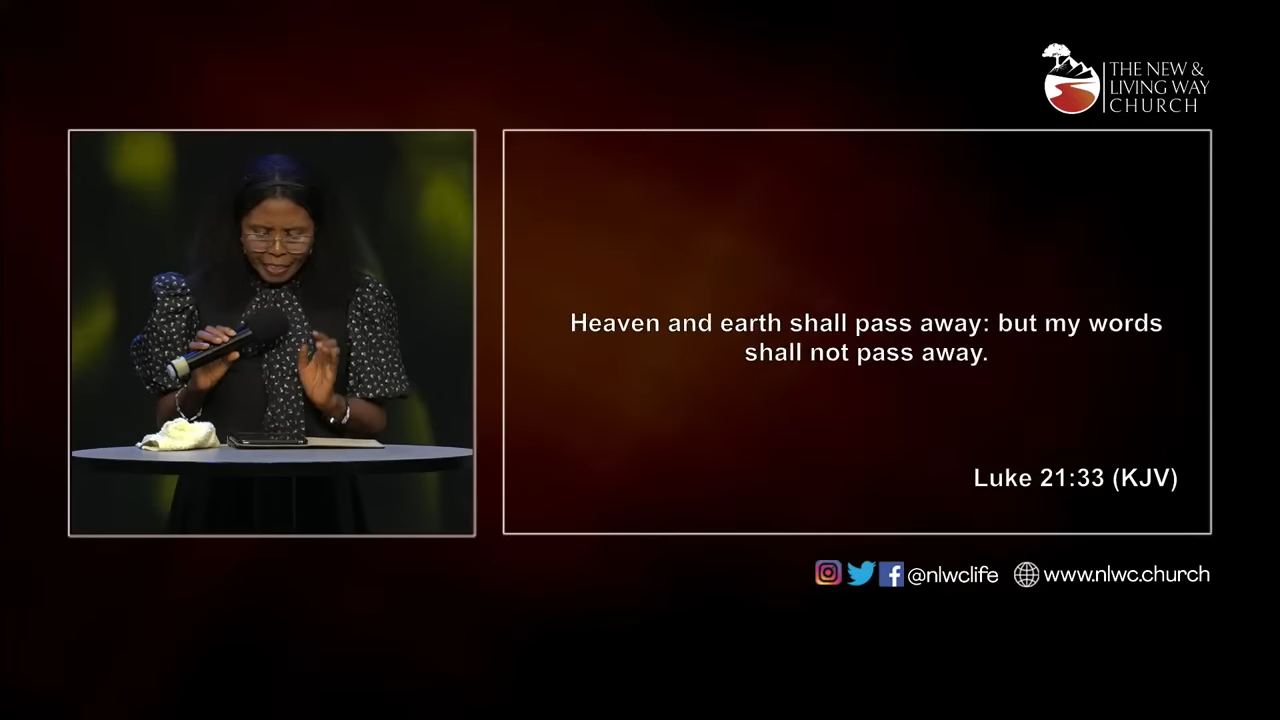 THE NEW &
LIVING WAY
CHURCH
Heaven and earth shall pass away: but my words
shall not pass away.
Luke 21:33 (KJV)
@nlwclife www.nlwc.church